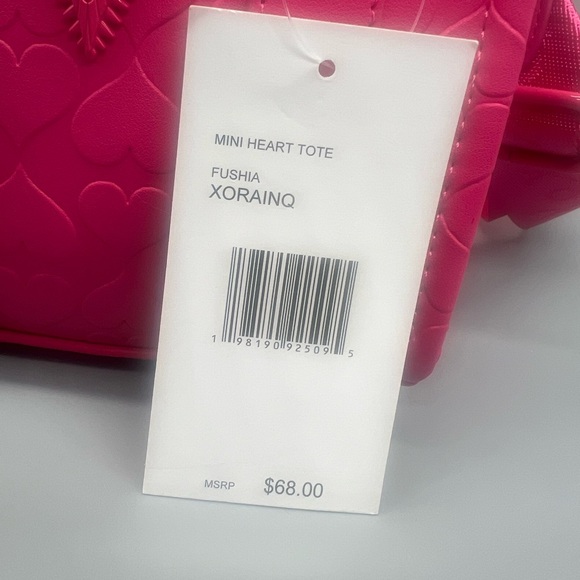 MINI HEART TOTE
FUSHIA
XORAINQ
1 98190 92509 5
MSRP $68.00